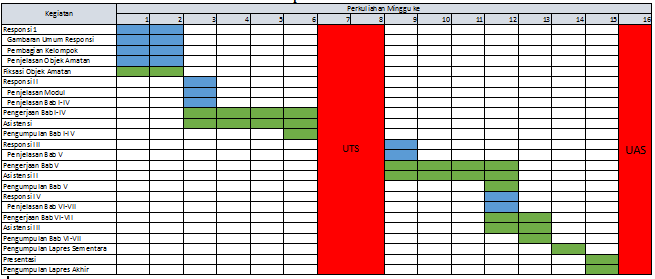 Kegiatan
Perkuliahan Minggu ke
1 2 3 4 5 6 7 8 9 10 11 12 13 14 15 16
Responsi 1
Gambaran Umum Responsi
Pembagian Kelompok
Penjelasan Objek Amatan
Fiksasi Objek Amatan
Responsi II
Penjelasan Modul
Penjelasan Bab I-IV
Pengerjaan Bab I-IV
Asistensi
Pengumpulan Bab I-IV
Responsi III
Penjelasan Bab V
Pengerjaan Bab V
Asistensi II
Pengumpulan Bab V
Responsi IV
Penjelasan Bab VI-VII
Pengerjaan Bab VI-VII
Asistensi III
Pengumpulan Bab VI-VII
Pengumpulan Lapres Sementara
Presentasi
Pengumpulan Lapres Akhir
UTS
UAS